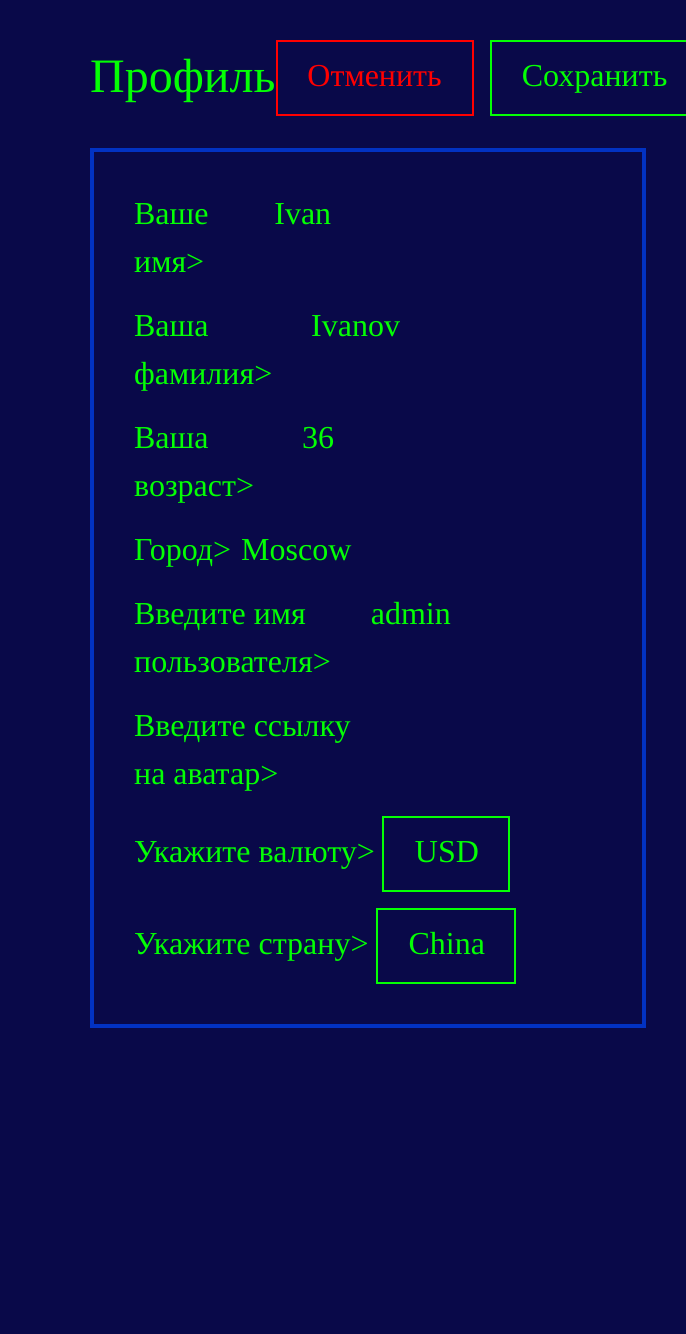 Профиль Отменить Сохранить
Ваше Ivan
имя>
Ваша Ivanov
фамилия>
Ваша 36
возраст>
Город> Moscow
Введите имя admin
пользователя>
Введите ссылку
на аватар>
Укажите валюту> USD
Укажите страну> China